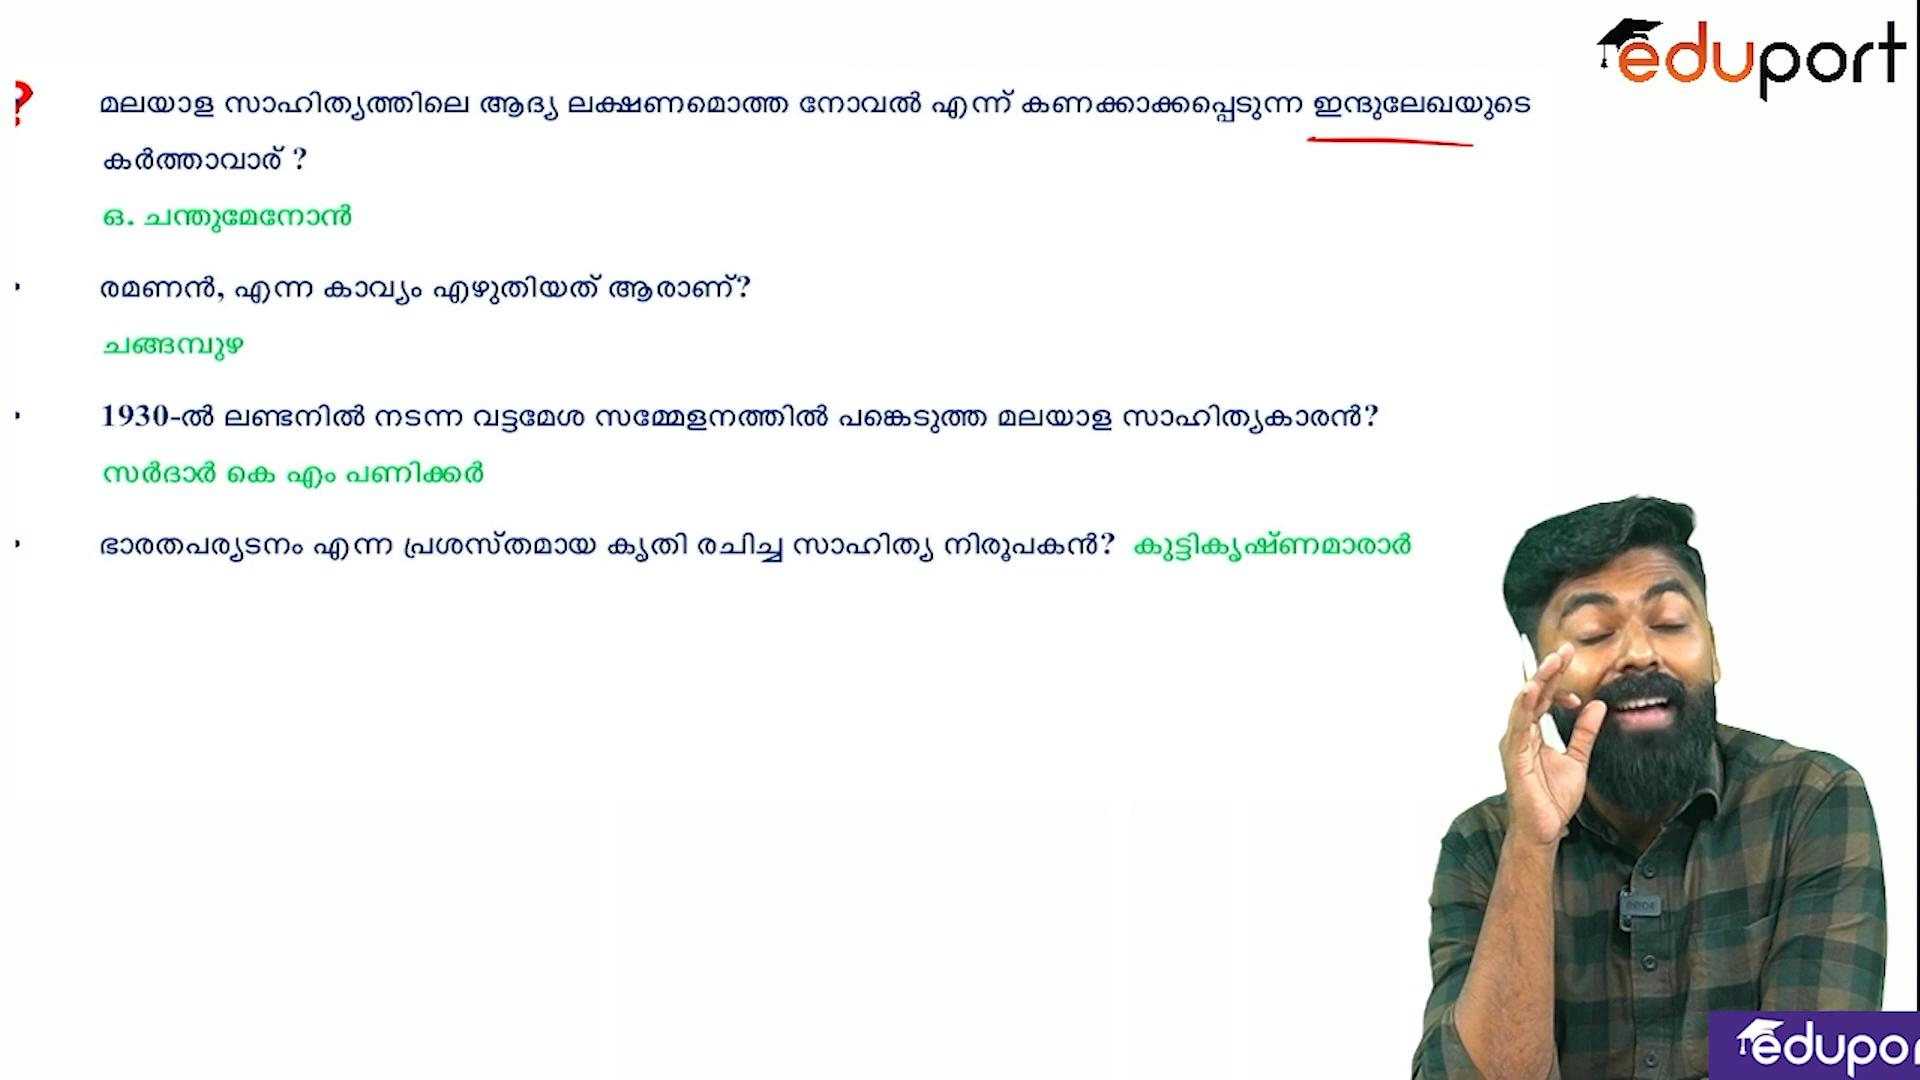 eduport
?
മലയാള സാഹിത്യത്തിലെ ആദ്യ ലക്ഷണമൊത്ത നോവൽ എന്ന് കണക്കാക്കപ്പെടുന്ന ഇന്ദുലേഖയുടെ
കർത്താവാര് ?
ഒ. ചന്തുമേനോൻ
രമണൻ, എന്ന കാവ്യം എഴുതിയത് ആരാണ്?
ചങ്ങമ്പുഴ
1930-ൽ ലണ്ടനിൽ നടന്ന വട്ടമേശ സമ്മേളനത്തിൽ പങ്കെടുത്ത മലയാള സാഹിത്യകാരൻ?
സർദാർ കെ എം പണിക്കർ
ഭാരതപര്യടനം എന്ന പ്രശസ്തമായ കൃതി രചിച്ച സാഹിത്യ നിരൂപകൻ? കുട്ടികൃഷ്ണമാരാർ
RODE
edupor